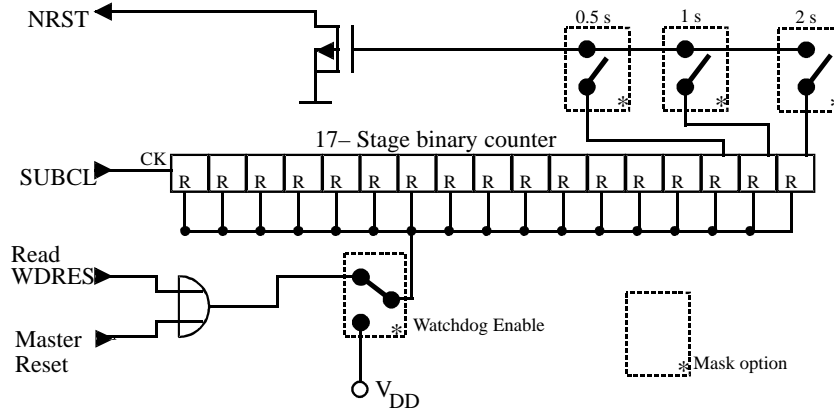 NRST
0.5 s
1 s
2 s
*
*
*
17– Stage binary counter
CK
SUBCL
R R R R R R R R R R R R R R R R R
Read
WDRES
* Watchdog Enable
Master
Reset
* Mask option
VDD